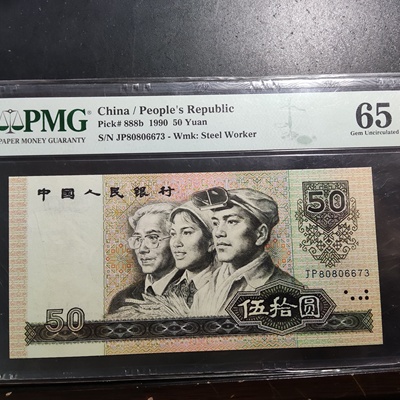 PMG
PAPER MONEY GUARANTY
China / People's Republic
Pick# 888b 1990 50 Yuan
S/N JP80806673 - Wmk: Steel Worker
65
Gem Uncirculated
中国人民银行
50
JP80806673
50
伍拾圆